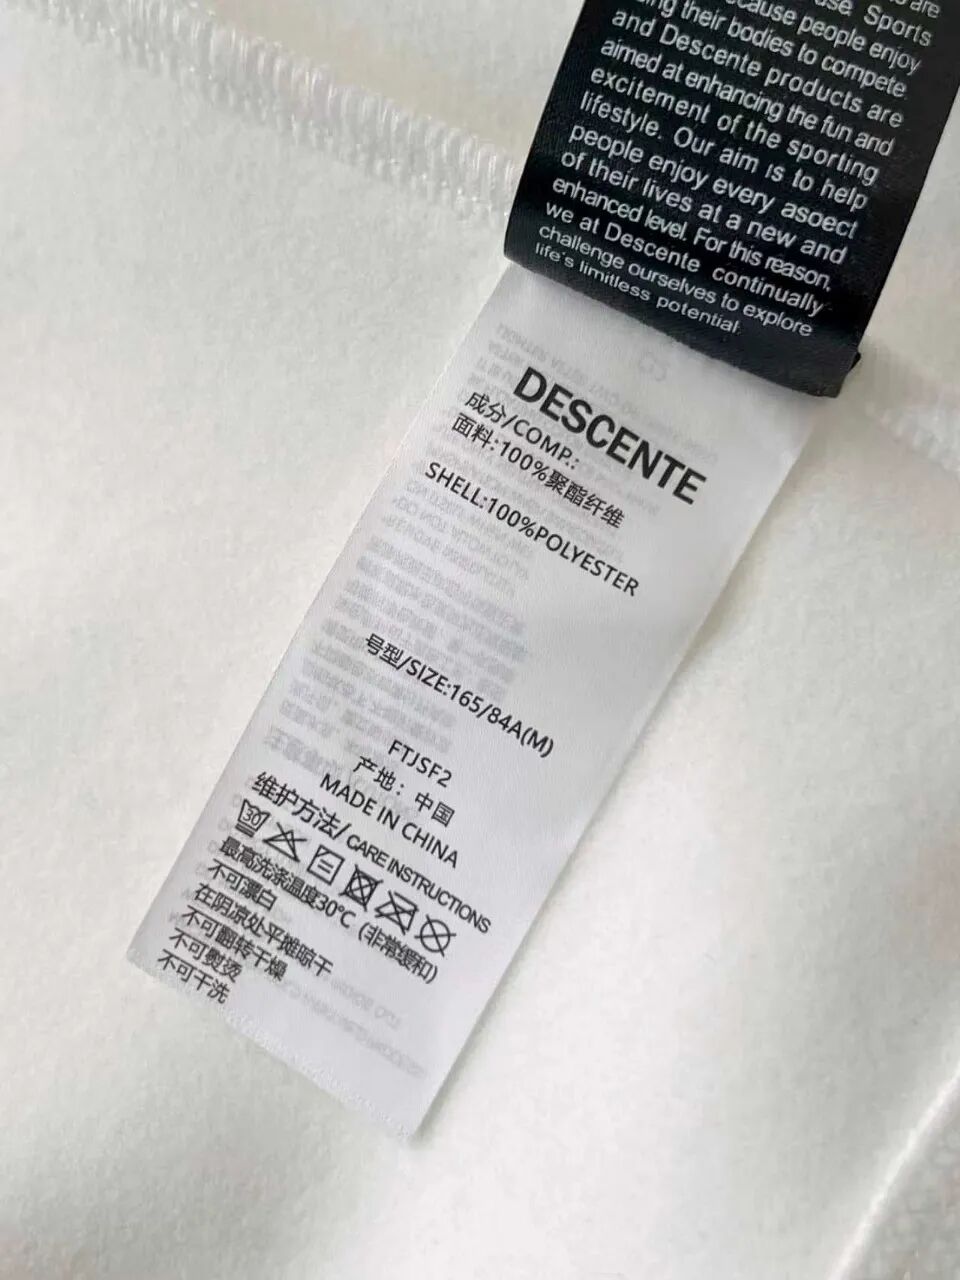 are
use. Sports
because people enjoy
ing their bodies to compete.
and Descente products are
aimed at enhancing the fun and
excitement of the sporting
lifestyle. Our aim is to help
people enjoy every asoect
of their lives at a new and
enhanced level. For this reason,
we at Descente continually
challenge ourselves to explore
life's limitless potential.
DESCENTE
成分/COMP.:
面料:100%聚酯纤维
SHELL:100%POLYESTER
号型/SIZE:165/84A(M)
FTJSF2
产地：中国
MADE IN CHINA
维护方法/ CARE INSTRUCTIONS
30
最高洗涤温度30℃ (非常缓和)
不可漂白
在阴凉处平摊晾干
不可翻转干燥
不可熨烫
不可干洗